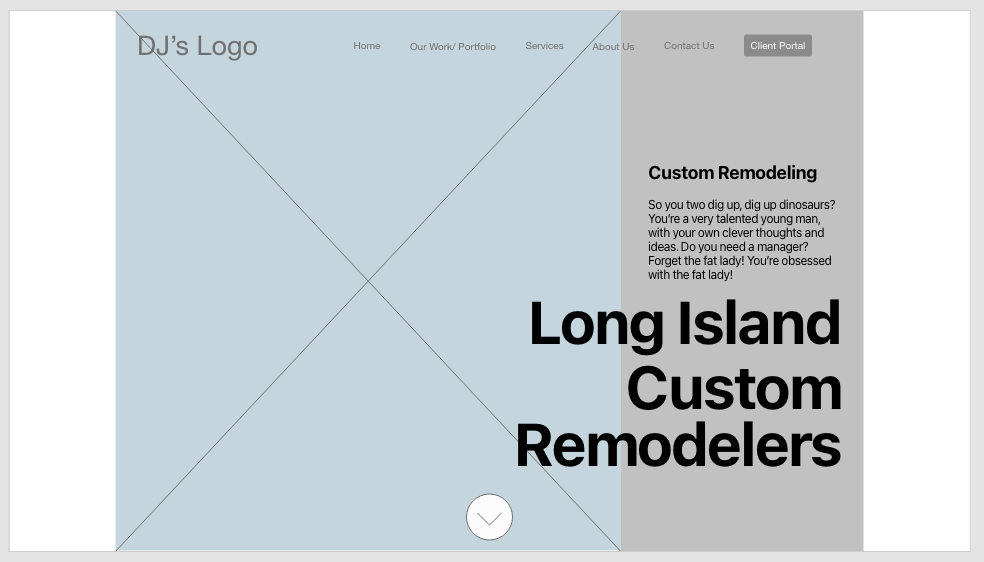 DJ’s Logo
Home
Our Work/ Portfolio
Services
About Us
Contact Us
Client Portal
Custom Remodeling
So you two dig up, dig up dinosaurs?
You’re a very talented young man,
with your own clever thoughts and
ideas. Do you need a manager?
Forget the fat lady! You’re obsessed
with the fat lady!
Long Island
Custom
Remodelers